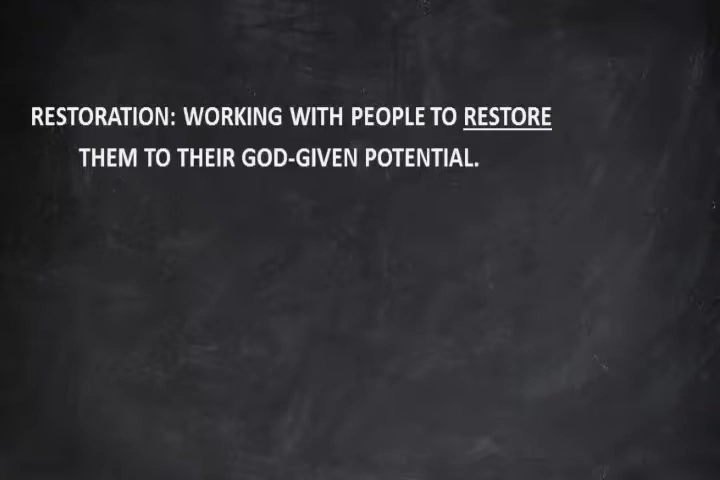 RESTORATION: WORKING WITH PEOPLE TO RESTORE
THEM TO THEIR GOD-GIVEN POTENTIAL.